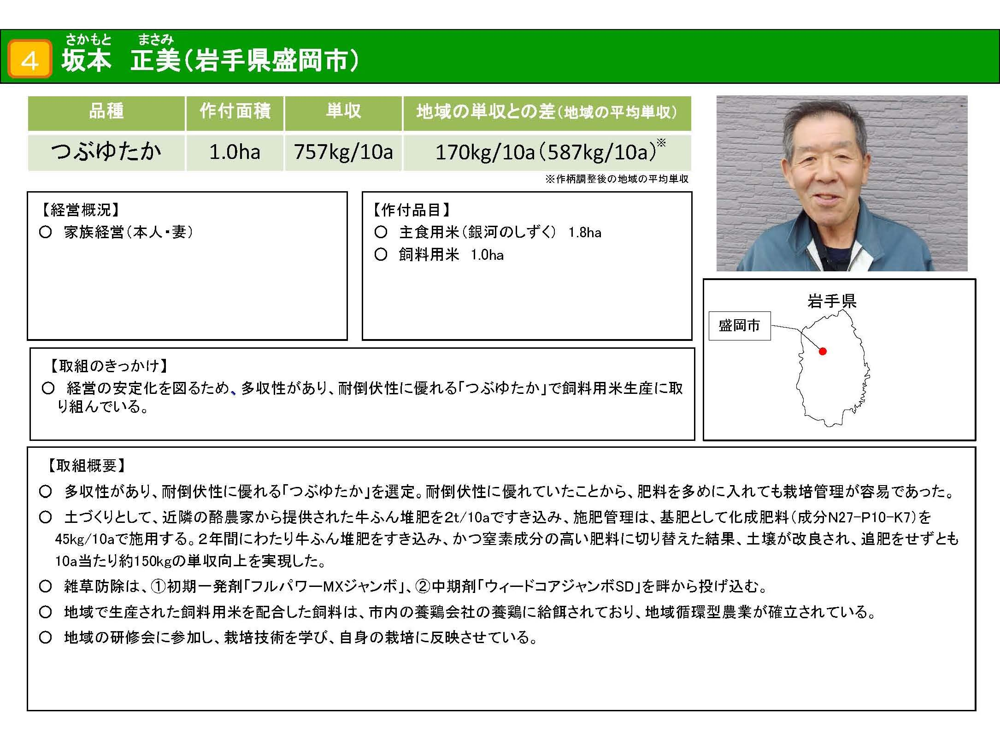 さかもと　まさみ
4 坂本　正美（岩手県盛岡市）
品種 作付面積 単収 地域の単収との差（地域の平均単収）
つぶゆたか 1.0ha 757kg/10a 170kg/10a（587kg/10a）※
※作柄調整後の地域の平均単収
【経営概況】
〇　家族経営（本人・妻）
【作付品目】
〇　主食用米（銀河のしずく）　1.8ha
〇　飼料用米　1.0ha
岩手県
盛岡市
【取組のきっかけ】
〇　経営の安定化を図るため、多収性があり、耐倒伏性に優れる「つぶゆたか」で飼料用米生産に取
り組んでいる。
【取組概要】
〇　多収性があり、耐倒伏性に優れる「つぶゆたか」を選定。耐倒伏性に優れていたことから、肥料を多めに入れても栽培管理が容易であった。
〇　土づくりとして、近隣の酪農家から提供された牛ふん堆肥を２t/10aですき込み、施肥管理は、基肥として化成肥料（成分N27-P10-K7）を
45kg/10aで施用する。２年間にわたり牛ふん堆肥をすき込み、かつ窒素成分の高い肥料に切り替えた結果、土壌が改良され、追肥をせずとも
10a当たり約150kgの単収向上を実現した。
〇　雑草防除は、①初期一発剤「フルパワーMXジャンボ」、②中期剤「ウィードコアジャンボSD」を畔から投げ込む。
〇　地域で生産された飼料用米を配合した飼料は、市内の養鶏会社の養鶏に給餌されており、地域循環型農業が確立されている。
〇　地域の研修会に参加し、栽培技術を学び、自身の栽培に反映させている。